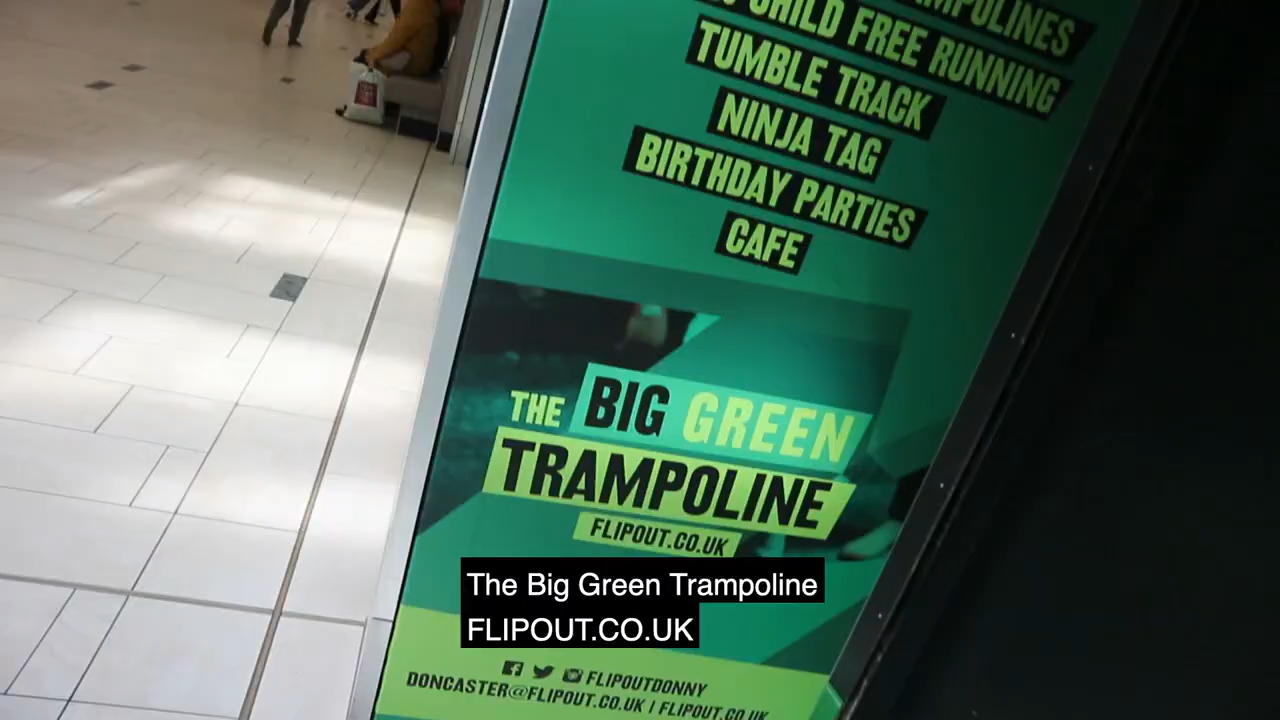 TRAMPOLINES
CHILD FREE RUNNING
TUMBLE TRACK
NINJA TAG
BIRTHDAY PARTIES
CAFE
THE BIG GREEN
TRAMPOLINE
FLIPOUT.CO.UK
The Big Green Trampoline
FLIPOUT.CO.UK
FLIPOUTDONNY
DONCASTER@FLIPOUT.CO.UK | FLIPOUT.CO.UK